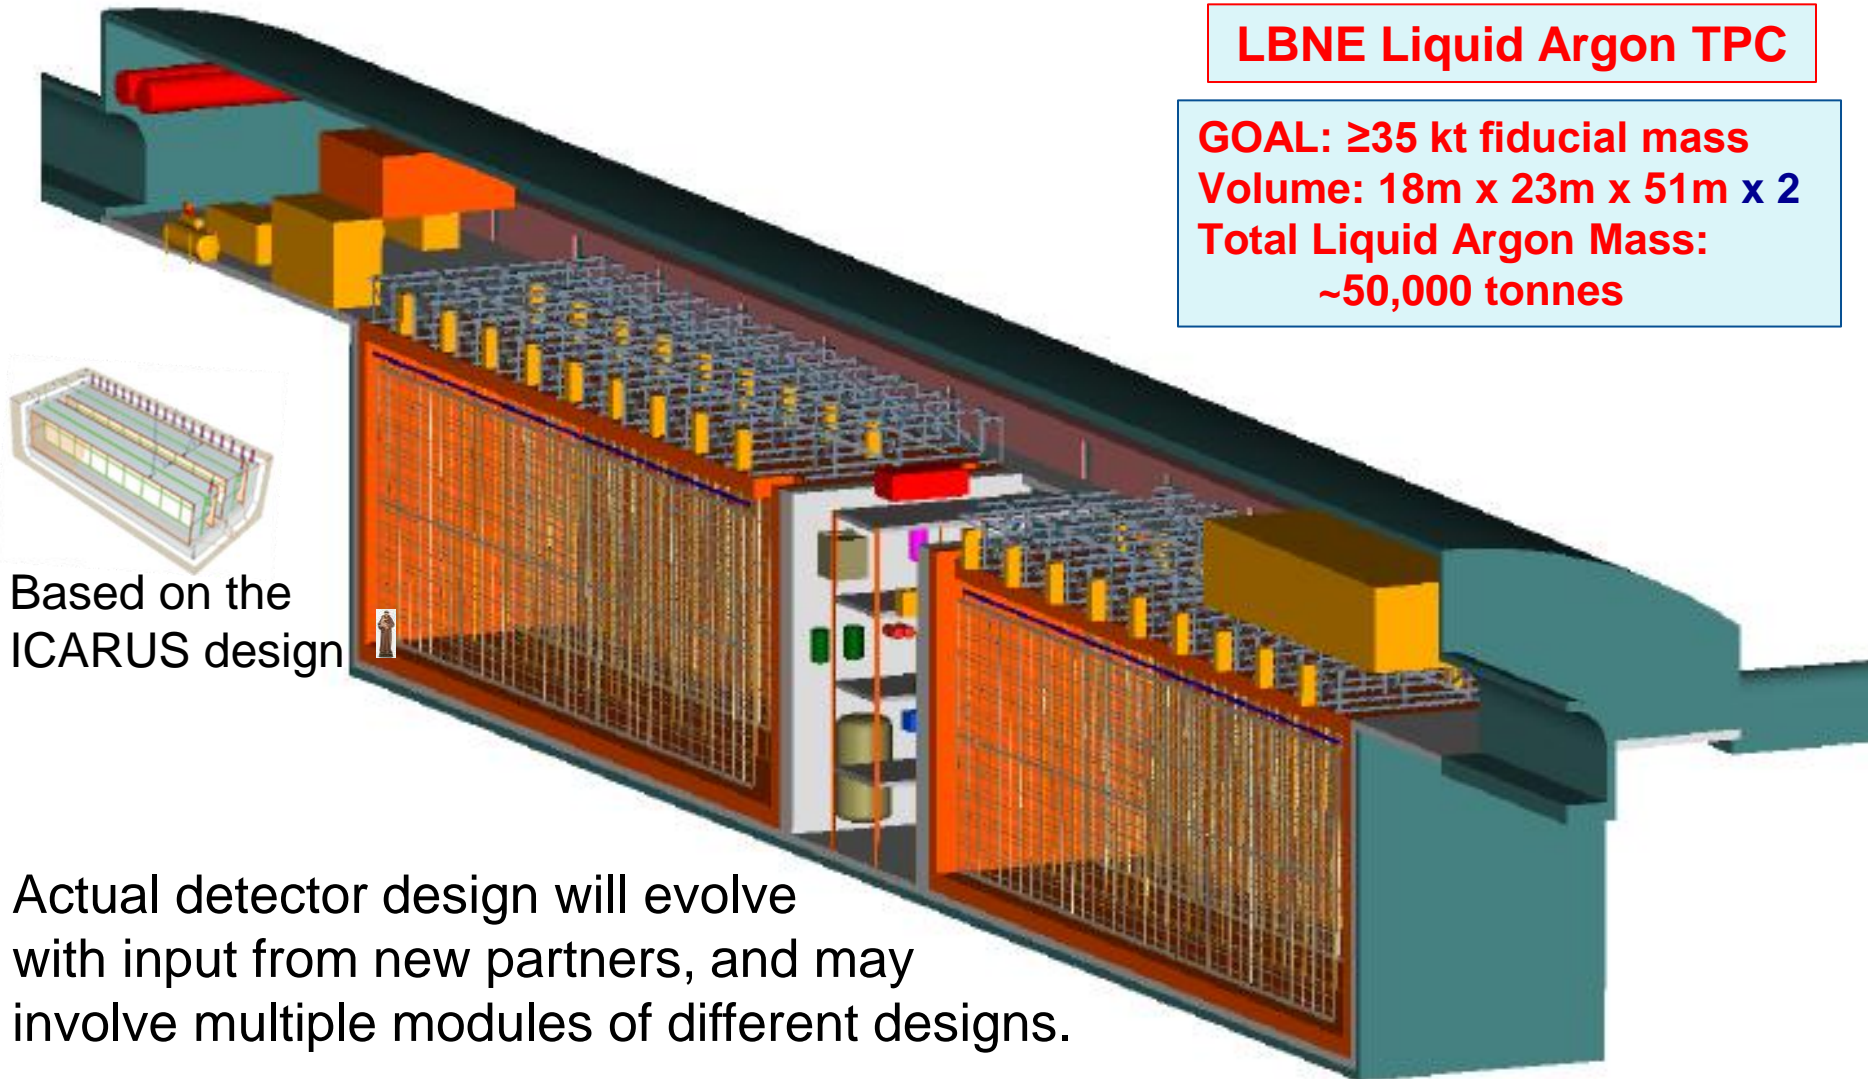 LBNE Liquid Argon TPC
GOAL: ≥35 kt fiducial mass
Volume: 18m x 23m x 51m x 2
Total Liquid Argon Mass:
~50,000 tonnes
Based on the
ICARUS design
Actual detector design will evolve
with input from new partners, and may
involve multiple modules of different designs.